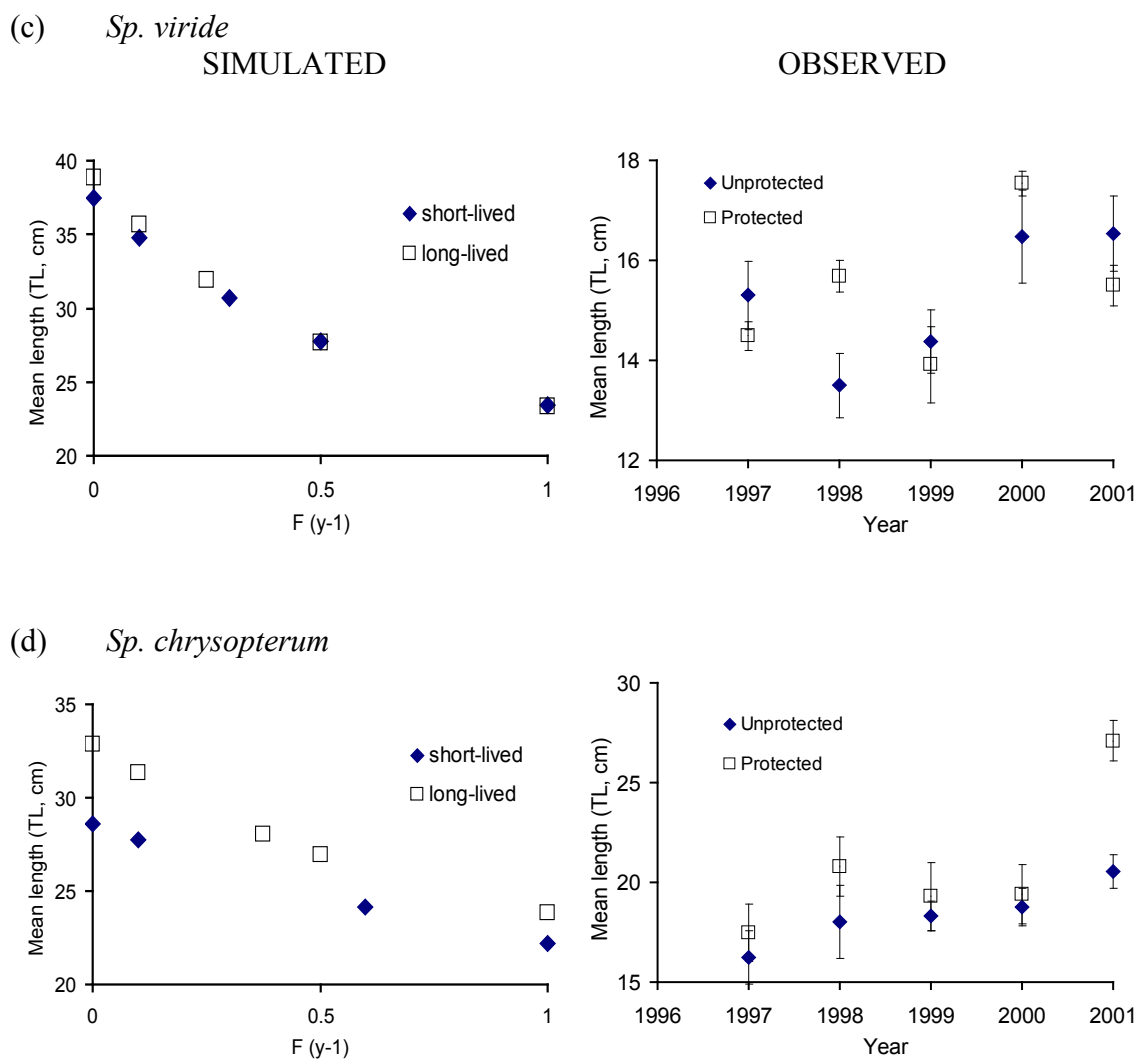 (c) Sp. viride
SIMULATED
OBSERVED
Mean length (TL, cm)
40
35
30
25
20
0 0.5 1
F (y-1)
short-lived
long-lived
Mean length (TL, cm)
18
16
14
12
1996 1997 1998 1999 2000 2001
Year
Unprotected
Protected
(d) Sp. chrysopterum
Mean length (TL, cm)
35
30
25
20
0 0.5 1
F (y-1)
short-lived
long-lived
Mean length (TL, cm)
30
25
20
15
1996 1997 1998 1999 2000 2001
Year
Unprotected
Protected